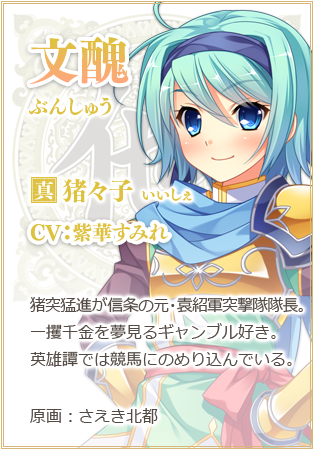 文醜
ぶんしゅう
真 猪々子 いいしぇ
CV:紫華すみれ
猪突猛進が信条の元・袁紹軍突撃隊隊長。
一攫千金を夢見るギャンブル好き。
英雄譚では競馬にのめり込んでいる。
原画：さえき北都